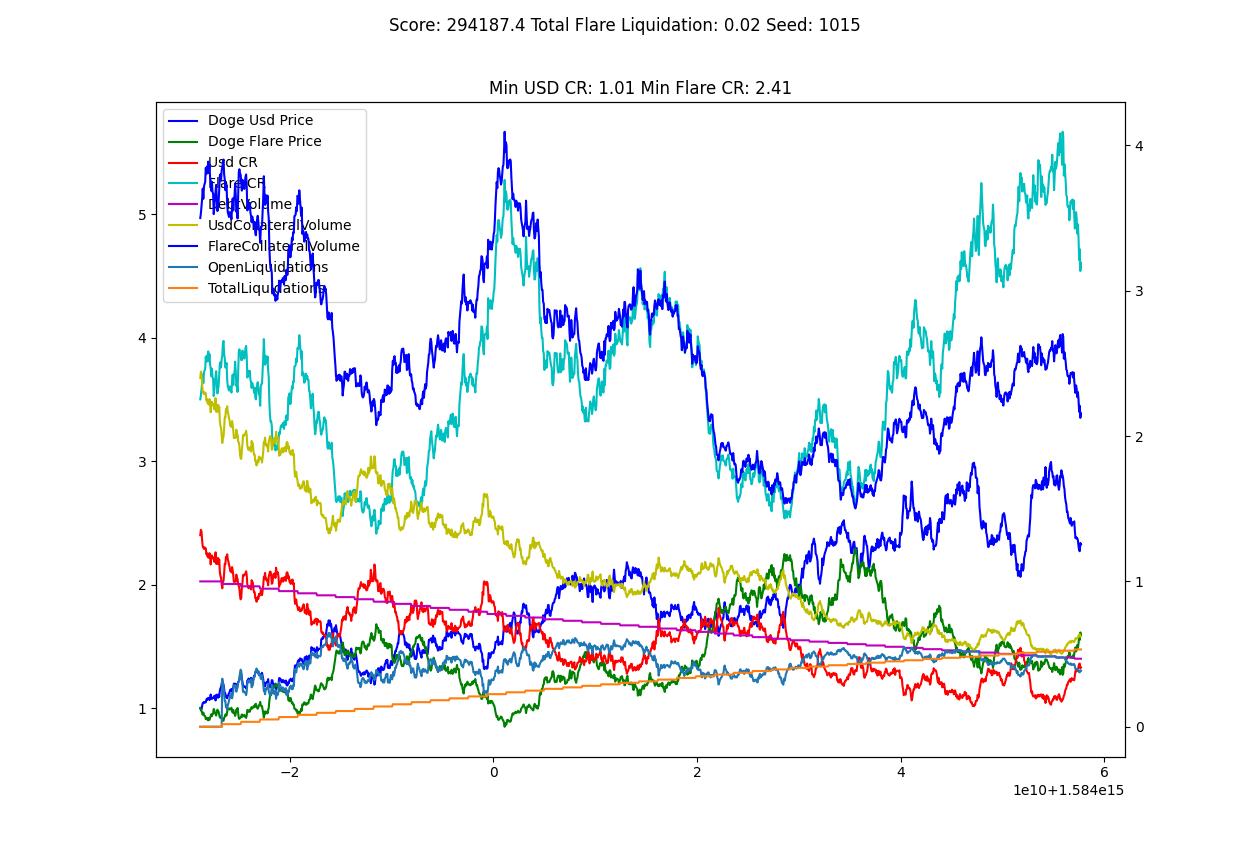 Score: 294187.4 Total Flare Liquidation: 0.02 Seed: 1015
Min USD CR: 1.01 Min Flare CR: 2.41
Doge Usd Price
Doge Flare Price
Usd CR
Flare CR
DebtVolume
UsdCollateralVolume
FlareCollateralVolume
OpenLiquidations
TotalLiquidations
5
4
3
2
1
4
3
2
1
0
−2
0
2
4
6
1e10+1.584e15